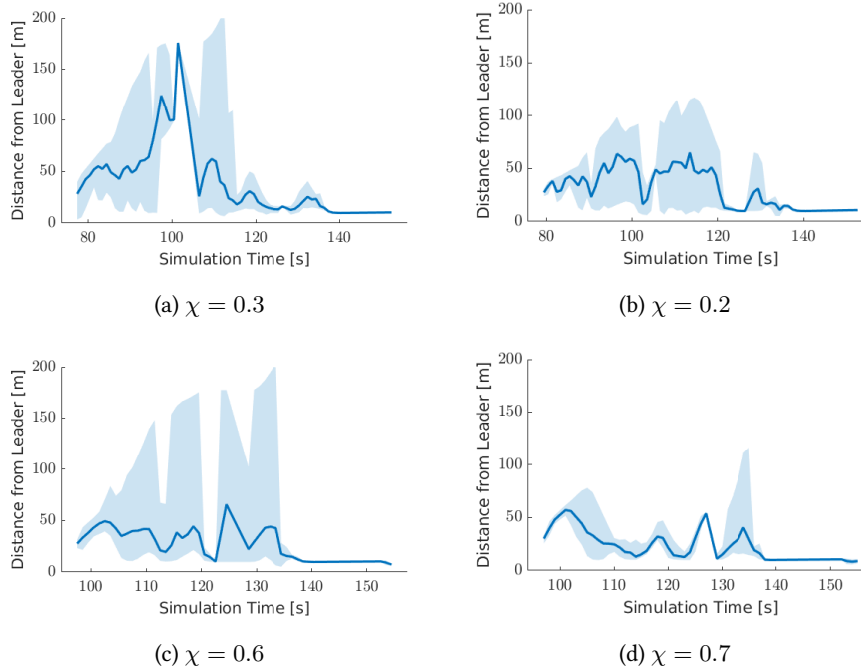 200
150
100
50
0
Distance from Leader [m]
80 100 120 140
Simulation Time [s]
(a) χ = 0.3
200
150
100
50
0
Distance from Leader [m]
80 100 120 140
Simulation Time [s]
(b) χ = 0.2
200
150
100
50
0
Distance from Leader [m]
100 110 120 130 140 150
Simulation Time [s]
(c) χ = 0.6
200
150
100
50
0
Distance from Leader [m]
100 110 120 130 140 150
Simulation Time [s]
(d) χ = 0.7